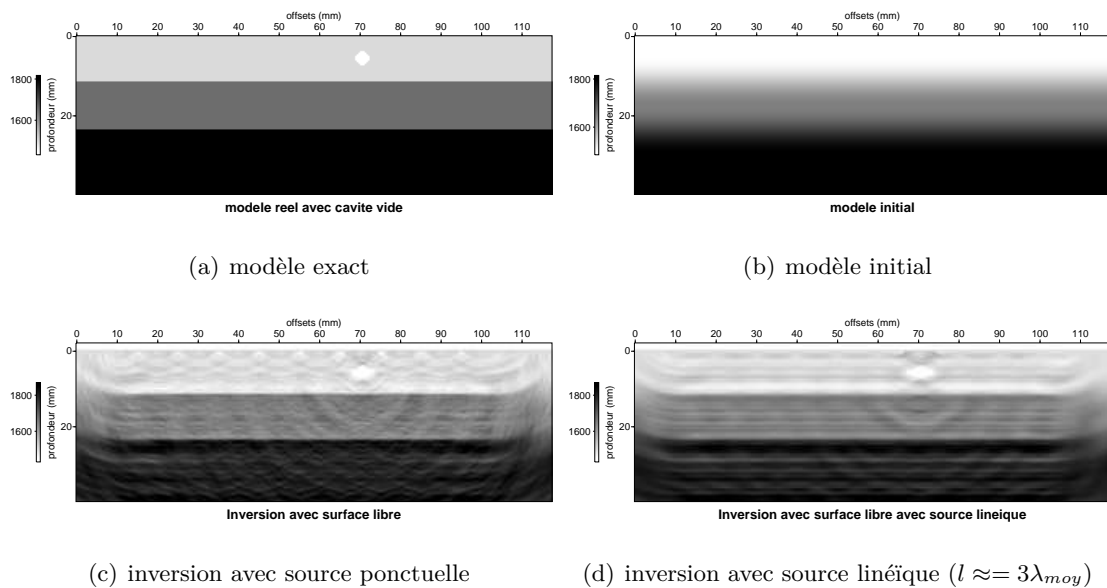 offsets (mm)
0 10 20 30 40 50 60 70 80 90 100 110
0
20
profondeur (mm)
1800
1600
modele reel avec cavite vide
(a) modèle exact
offsets (mm)
0 10 20 30 40 50 60 70 80 90 100 110
0
20
profondeur (mm)
1800
1600
modele initial
(b) modèle initial
offsets (mm)
0 10 20 30 40 50 60 70 80 90 100 110
0
20
profondeur (mm)
1800
1600
Inversion avec surface libre
(c) inversion avec source ponctuelle
offsets (mm)
0 10 20 30 40 50 60 70 80 90 100 110
0
20
profondeur (mm)
1800
1600
Inversion avec surface libre avec source lineique
(d) inversion avec source linéïque (l ≈= 3λmoy)